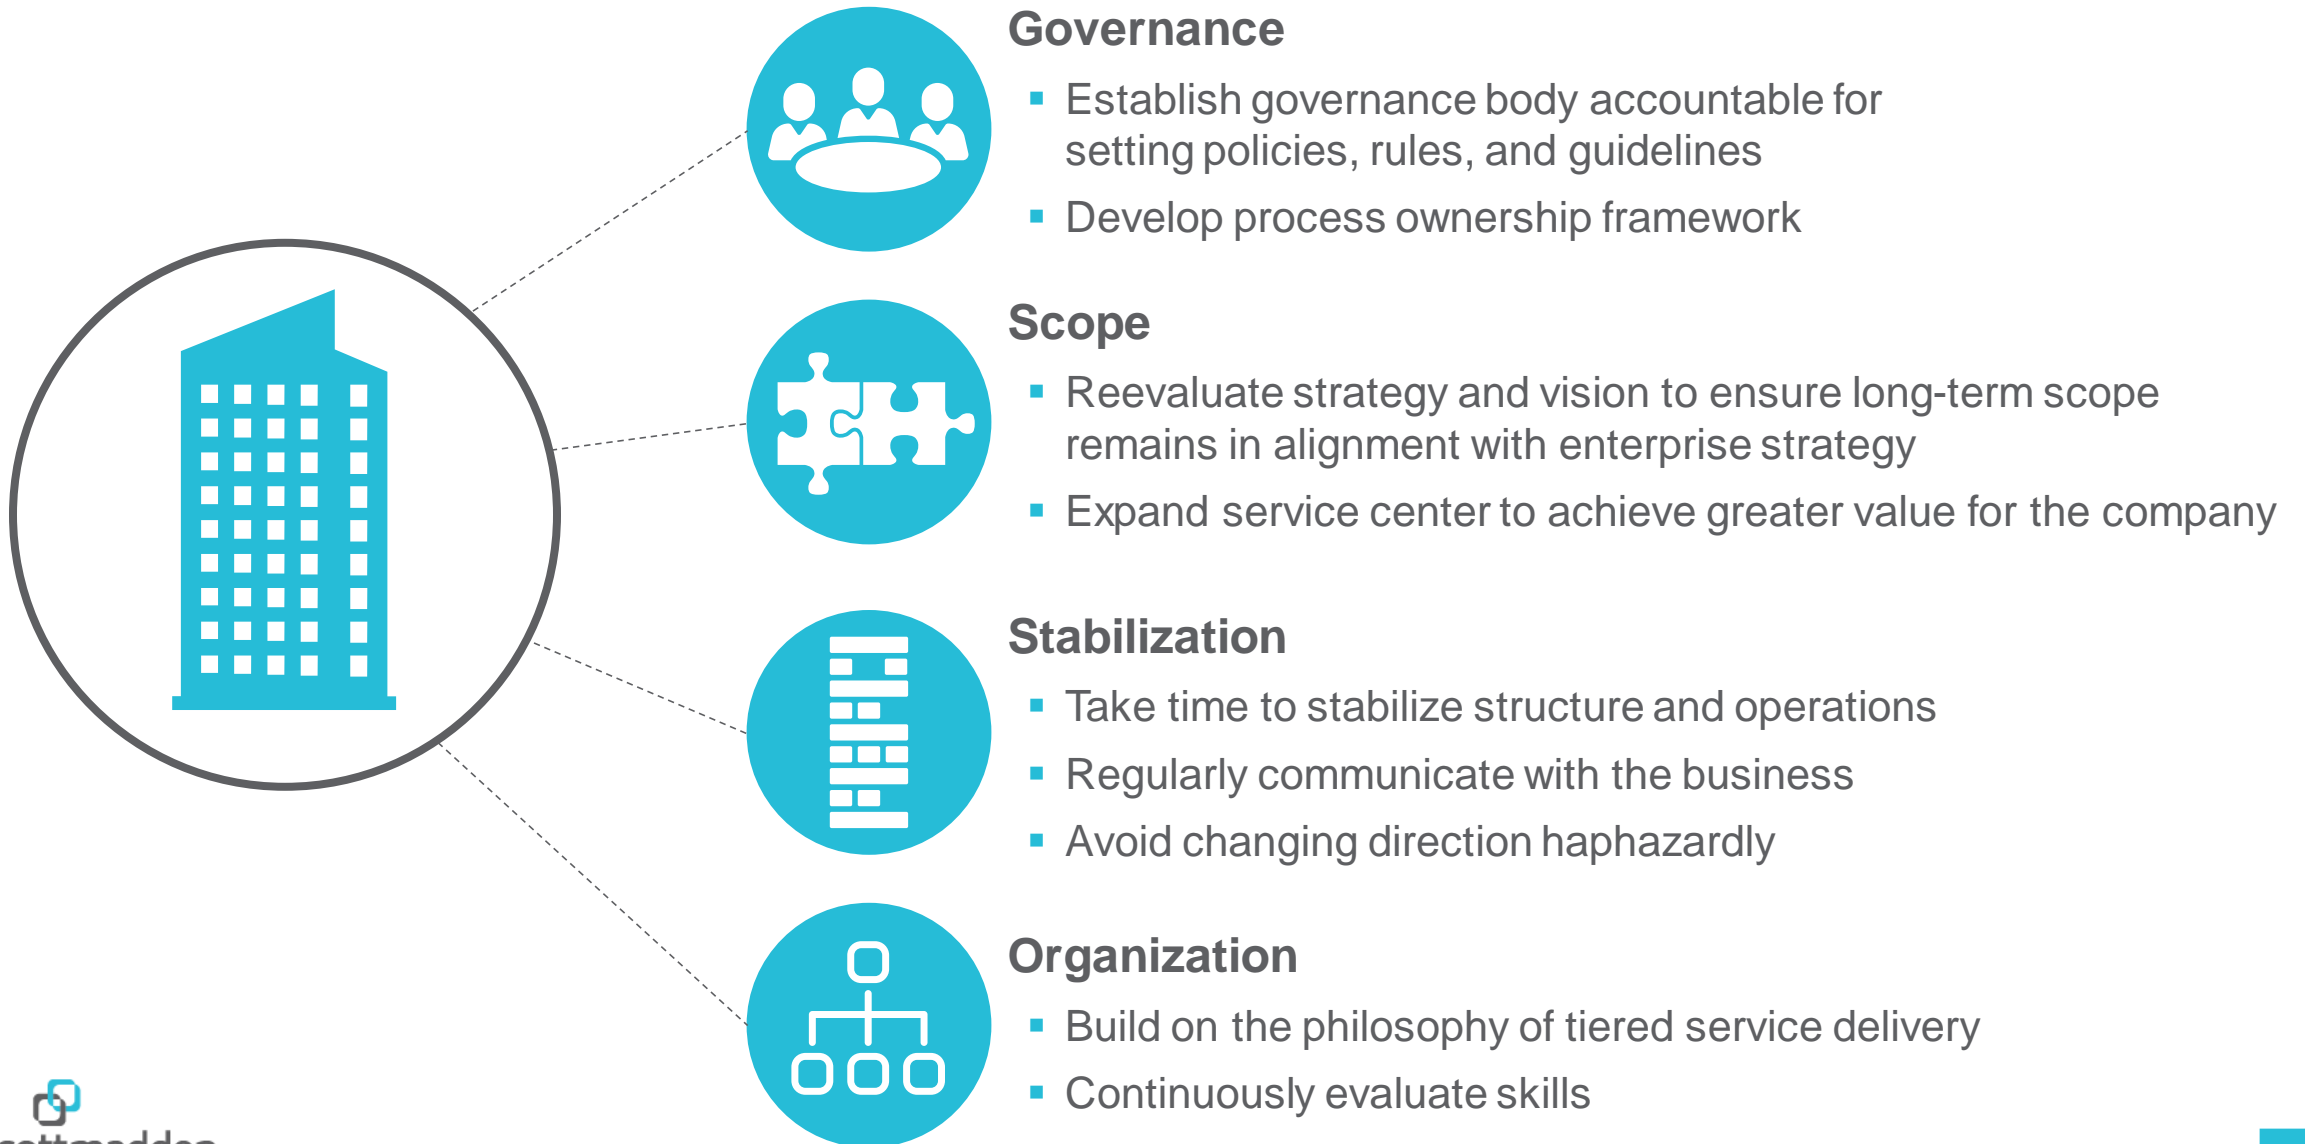 Governance
Establish governance body accountable for
setting policies, rules, and guidelines
Develop process ownership framework
Scope
Reevaluate strategy and vision to ensure long-term scope
remains in alignment with enterprise strategy
Expand service center to achieve greater value for the company
Stabilization
Take time to stabilize structure and operations
Regularly communicate with the business
Avoid changing direction haphazardly
Organization
Build on the philosophy of tiered service delivery
Continuously evaluate skills